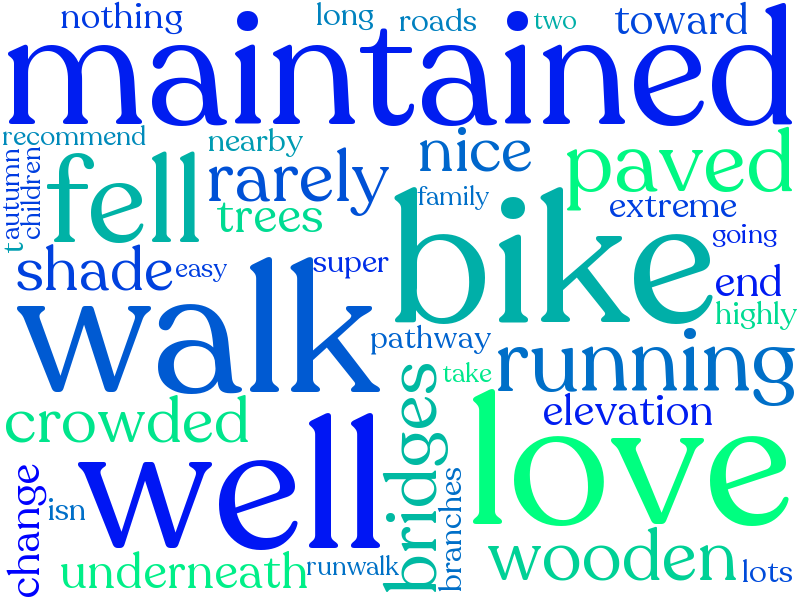 nothing
long
roads
two
toward
maintained
recommend
nearby
nice
paved
autumn
children
fell
rarely
family
trees
extreme
t
shade
easy
super
bike
going
end
highly
walk
pathway
running
take
crowded
bridges
elevation
love
well
change
isn
branches
underneath
runwalk
wooden
lots